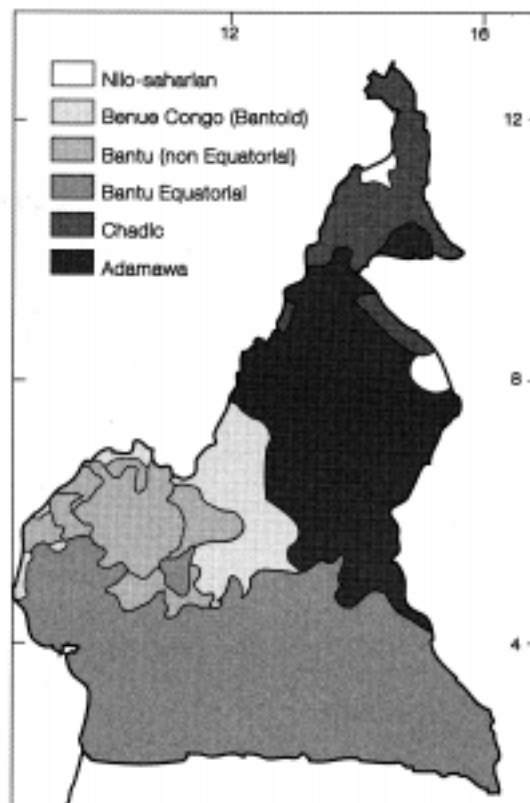 12 16
Nilo-saharian
Benue Congo (Bantoid)
Bantu (non Equatorial)
Bantu Equatorial
Chadic
Adamawa
12
8
4